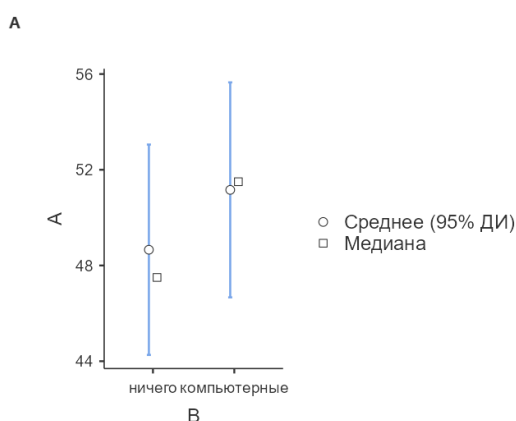 A
56
52
48
44
A
Среднее (95% ДИ)
Медиана
ничего компьютерные
B